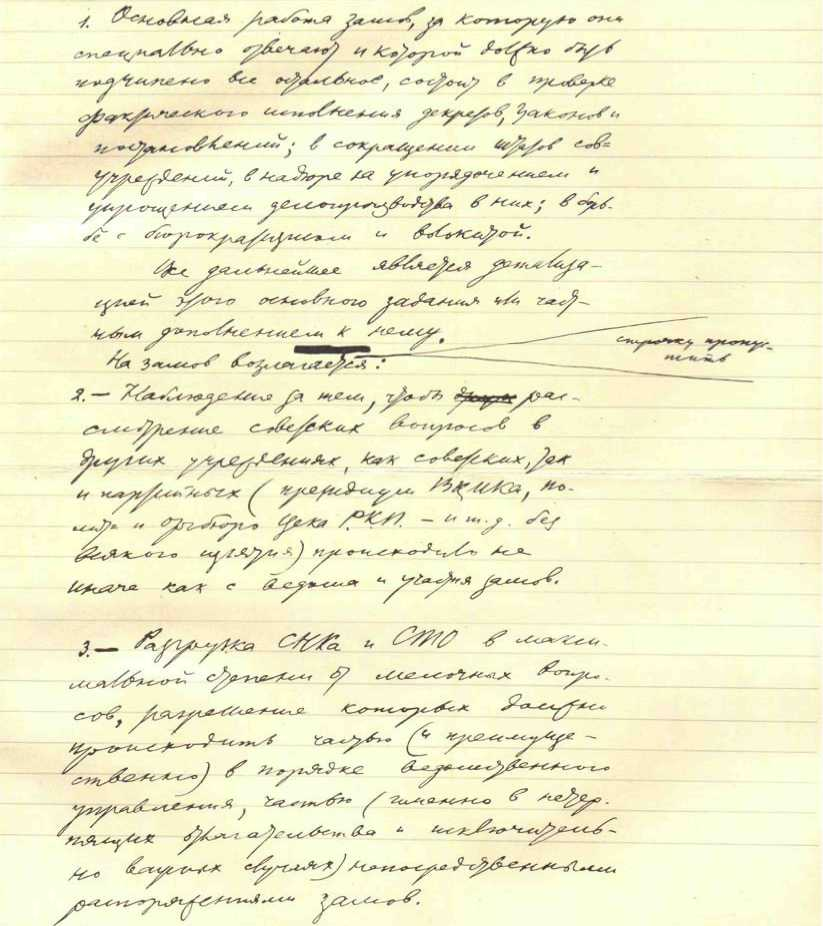 1. Основная работа замов, за которую они
специально отвечают и которой должно быть
подчинено все остальное, состоит в проверке
фактического исполнения декретов, законов и
постановлений; в сокращении штатов сов-
учреждений, в надзоре за упорядочением и
упрощением делопроизводства в них; в борь-
бе с бюрократизмом и волокитой.
Все дальнейшее является детализа-
цией этого основного задания или част-
ным дополнением к нему.
строчку пропус-
тить
На замов возлагается:
2. — Наблюдение за тем, чтобы рас-
смотрение советских вопросов в
других учреждениях, как советских, так
и партийных (президиум ВЦИКа, по-
лит и оргбюро Цека Р.К.П. – и т.д. без
всякого изъятия) происходило не
иначе как с ведома и участия замов.
3. — Разгрузка СНКа и СТО в макси-
мальной степени от мелочных вопро-
сов, разрешение которых должно
происходить частью (и преимуще-
ственно) в порядке ведомственного
управления, частью (именно в нетер-
пящих отлагательства и исключитель-
но важных случаях) непосредственными
распоряжениями замов.